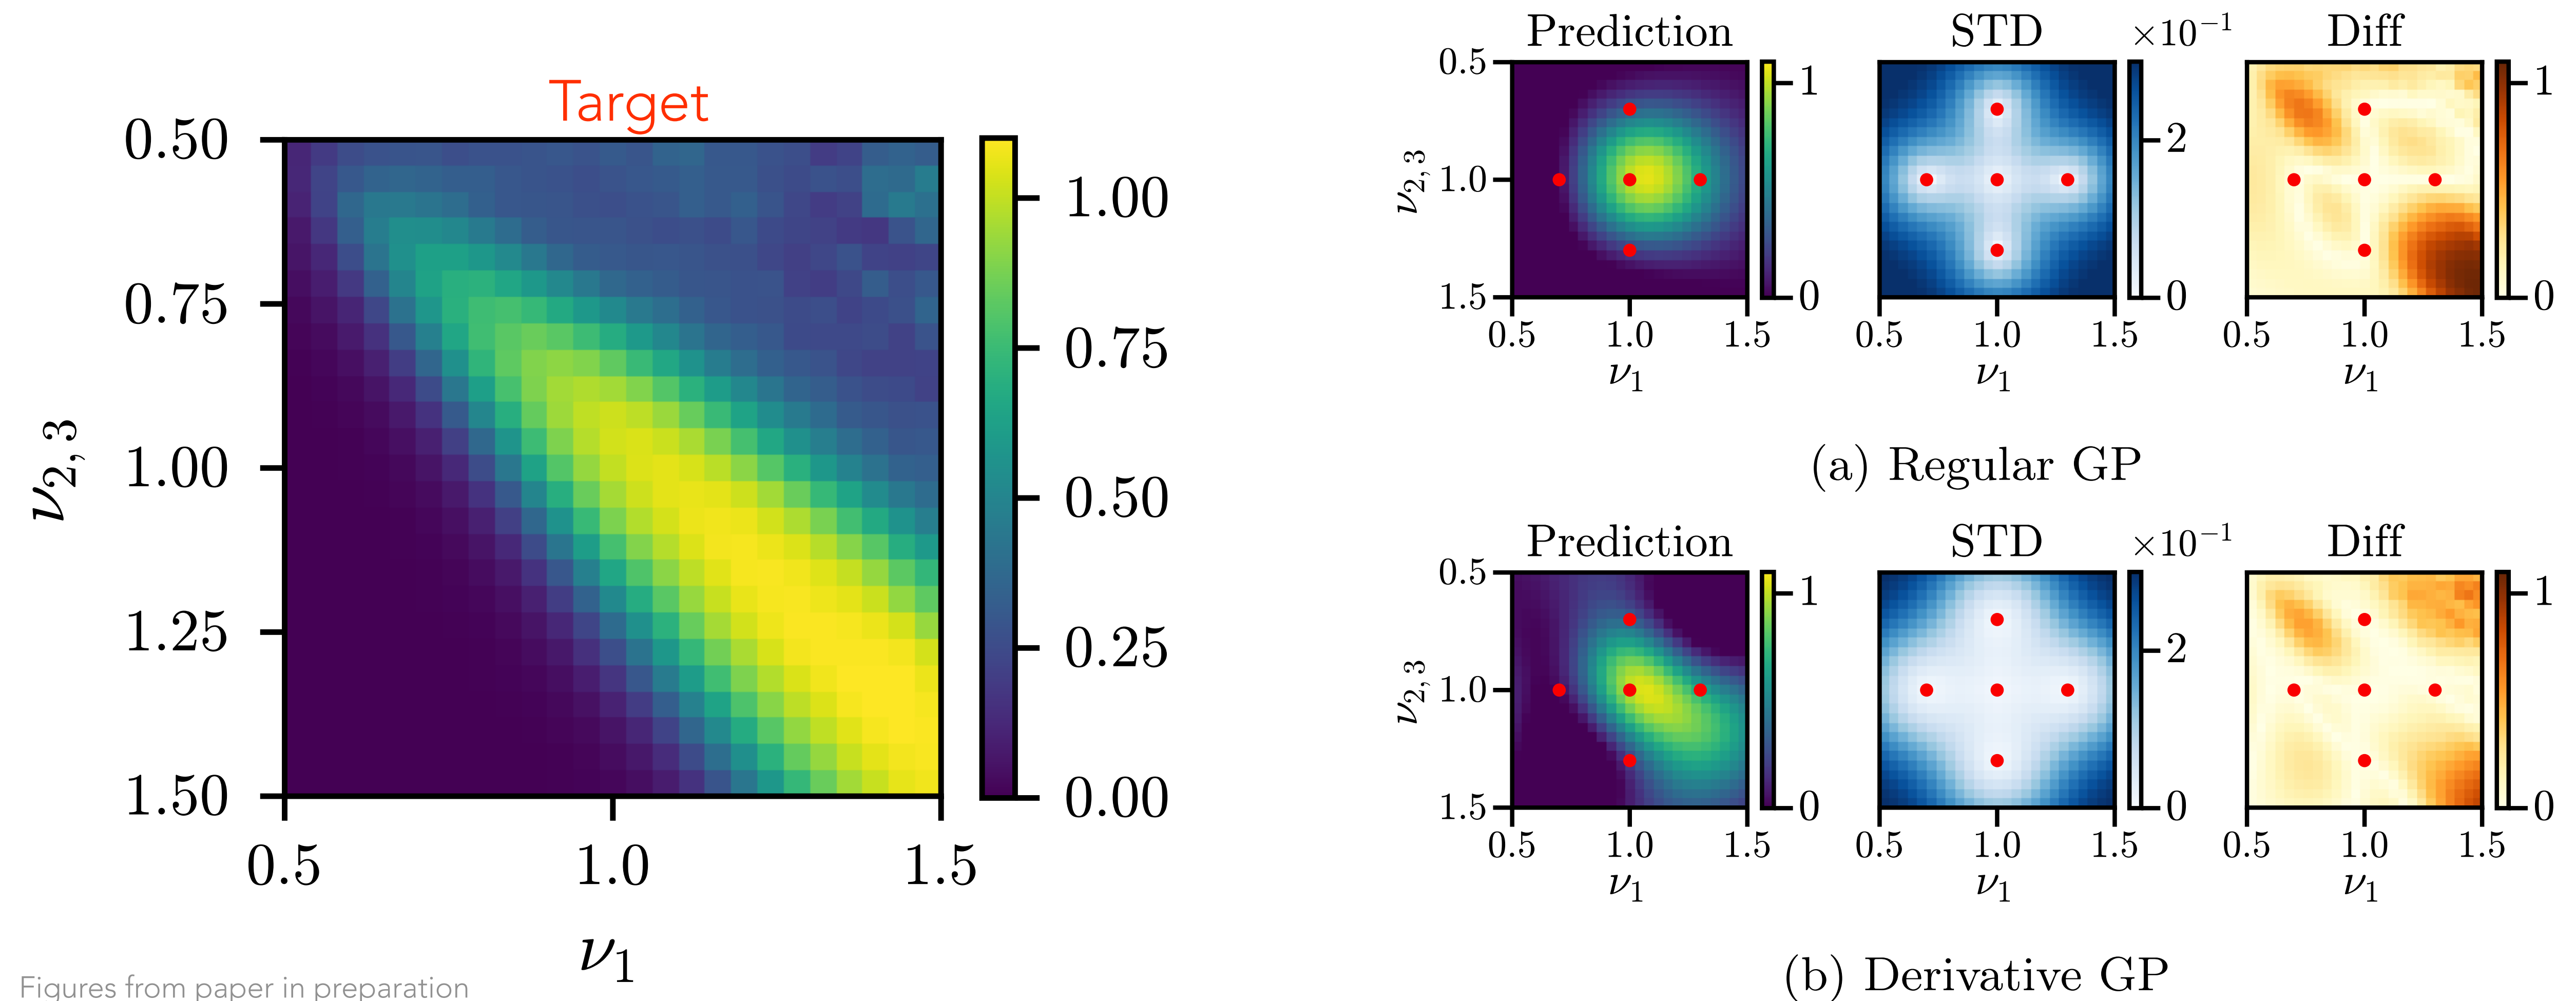 Target
0.50
0.75
1.00
1.25
1.50
ν2,3
0.5 1.0 1.5
ν1
1.00
0.75
0.50
0.25
0.00
Figures from paper in preparation
Prediction STD ×10−1 Diff
0.5
1.0
1.5
ν2,3
1
0
2
0
1
0
0.5 1.0 1.5 0.5 1.0 1.5 0.5 1.0 1.5
ν1 ν1 ν1
(a) Regular GP
Prediction STD ×10−1 Diff
0.5
1.0
1.5
ν2,3
1
0
2
0
1
0
0.5 1.0 1.5 0.5 1.0 1.5 0.5 1.0 1.5
ν1 ν1 ν1
(b) Derivative GP